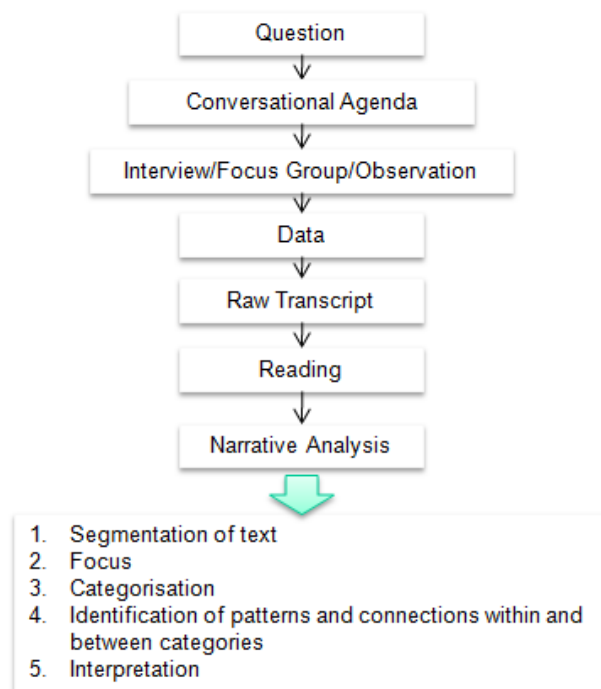 Question
Conversational Agenda
Interview/Focus Group/Observation
Data
Raw Transcript
Reading
Narrative Analysis
1. Segmentation of text
2. Focus
3. Categorisation
4. Identification of patterns and connections within and
between categories
5. Interpretation